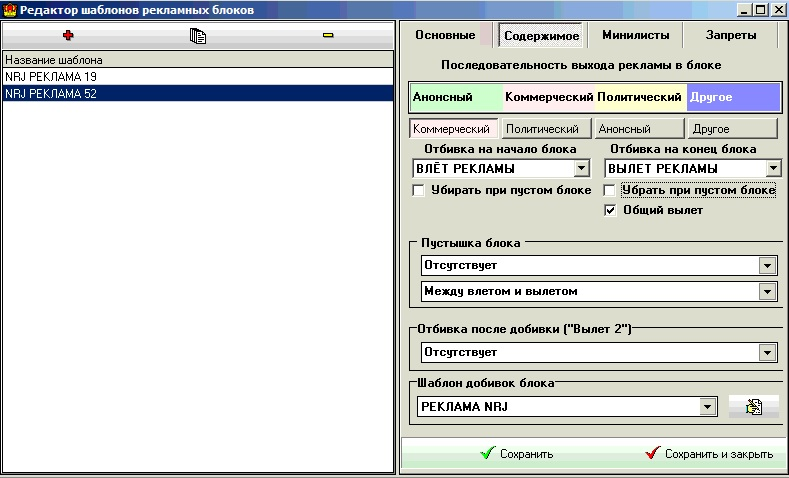 Редактор шаблонов рекламных блоков
Название шаблона
NRJ РЕКЛАМА 19
NRJ РЕКЛАМА 52
Основные Содержимое Минилисты Запреты
Последовательность выхода рекламы в блоке
Анонсный Коммерческий Политический Другое
Коммерческий Политический Анонсный Другое
Отбивка на начало блока Отбивка на конец блока
ВЛЁТ РЕКЛАМЫ ВЫЛЕТ РЕКЛАМЫ
Убирать при пустом блоке Убрать при пустом блоке
Общий вылет
Пустышка блока
Отсутствует
Между влетом и вылетом
Отбивка после добивки ("Вылет 2")
Отсутствует
Шаблон добивок блока
РЕКЛАМА NRJ
Сохранить Сохранить и закрыть